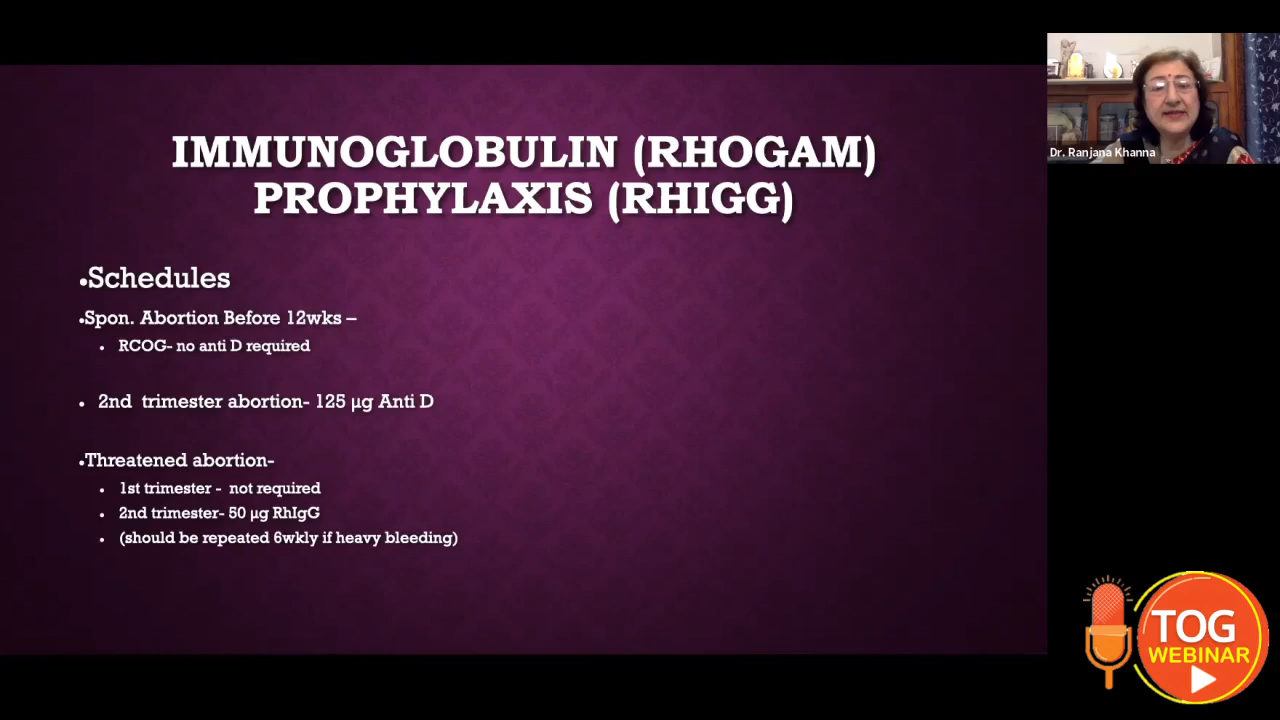 IMMUNOGLOBULIN (RHOGAM)
PROPHYLAXIS (RHIGG)
•Schedules
•Spon. Abortion Before 12wks –
• RCOG- no anti D required
• 2nd trimester abortion- 125 µg Anti D
•Threatened abortion-
• 1st trimester - not required
• 2nd trimester- 50 µg RhIgG
• (should be repeated 6wkly if heavy bleeding)
Dr. Ranjana Khanna
TOG
WEBINAR